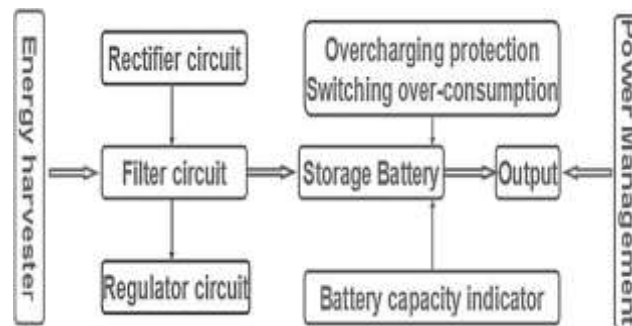 Energy harvester
Rectifier circuit
Filter circuit
Regulator circuit
Overcharging protection
Switching over-consumption
Storage Battery
Battery capacity indicator
Output
Power Management